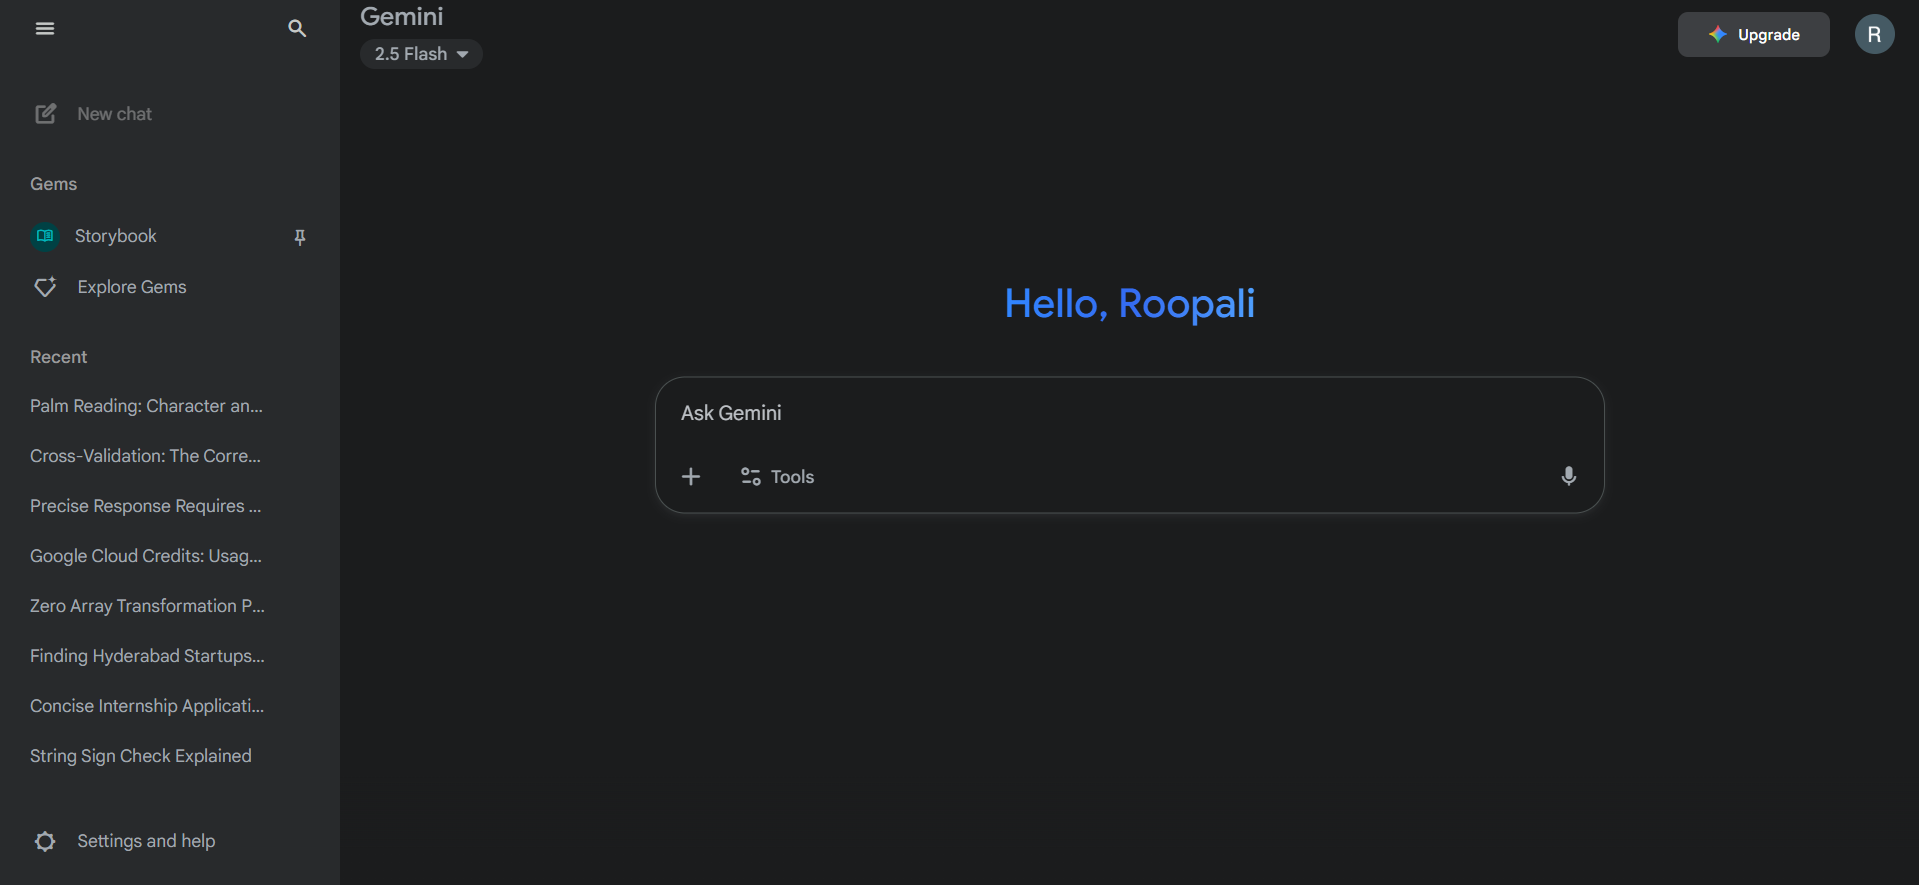 Gemini
2.5 Flash
Upgrade
R
New chat
Gems
Storybook
Explore Gems
Recent
Palm Reading: Character an...
Cross-Validation: The Corre...
Precise Response Requires ...
Google Cloud Credits: Usag...
Zero Array Transformation P...
Finding Hyderabad Startups...
Concise Internship Applicati...
String Sign Check Explained
Settings and help
Hello, Roopali
Ask Gemini
Tools